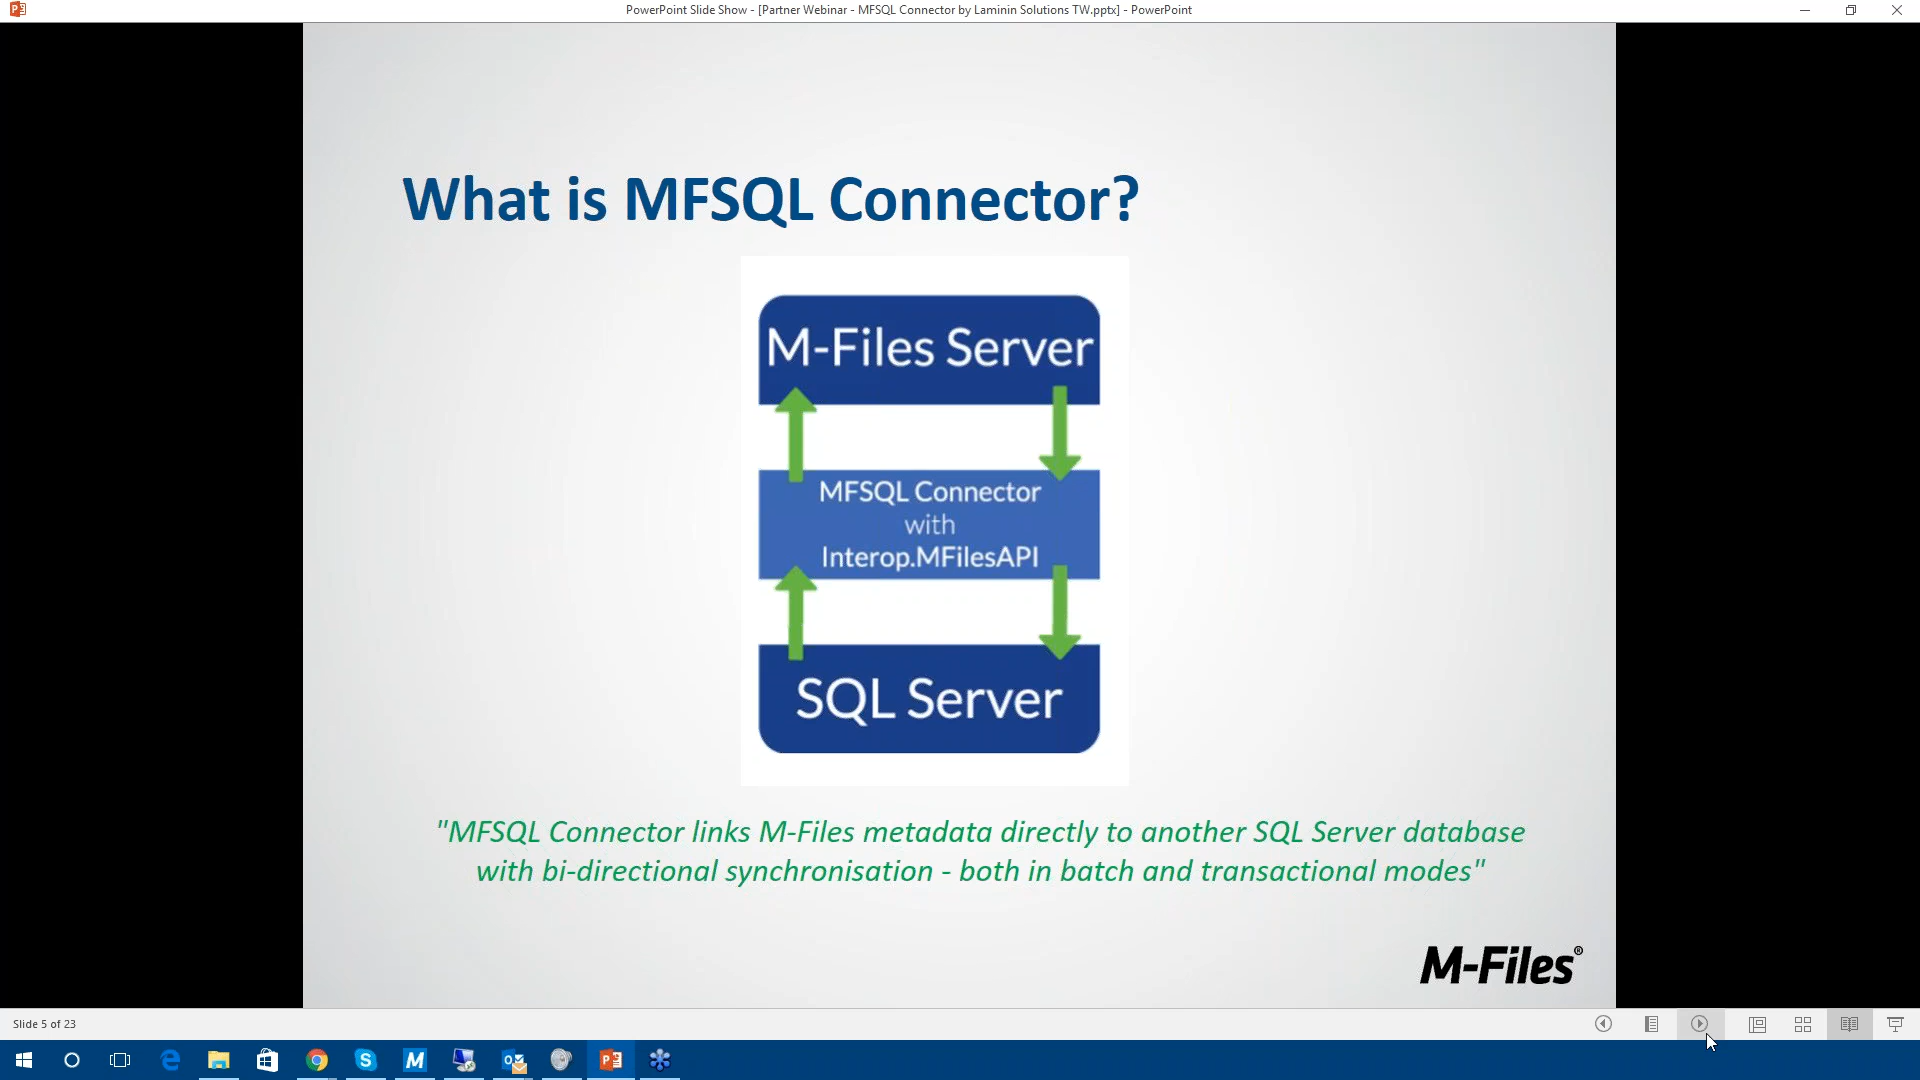 PowerPoint Slide Show - [Partner Webinar - MFSQL Connector by Laminin Solutions TW.pptx] - PowerPoint
What is MFSQL Connector?
M-Files Server
MFSQL Connector
with
Interop.MFilesAPI
SQL Server
"MFSQL Connector links M-Files metadata directly to another SQL Server database
with bi-directional synchronisation - both in batch and transactional modes"
M-Files®
Slide 5 of 23